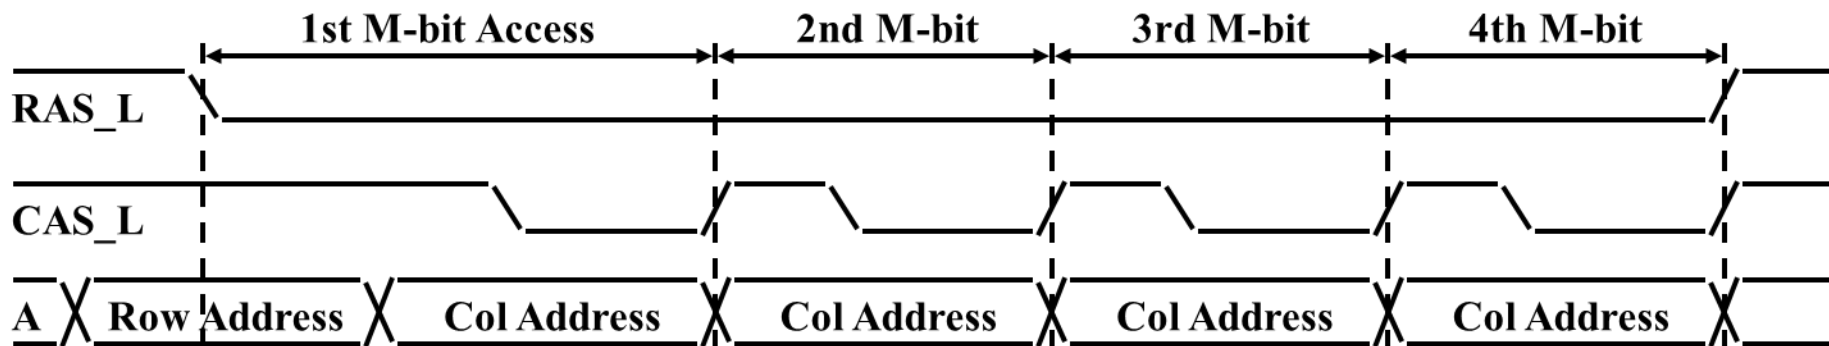 1st M-bit Access 2nd M-bit 3rd M-bit 4th M-bit
RAS_L
CAS_L
A Row Address Col Address Col Address Col Address Col Address